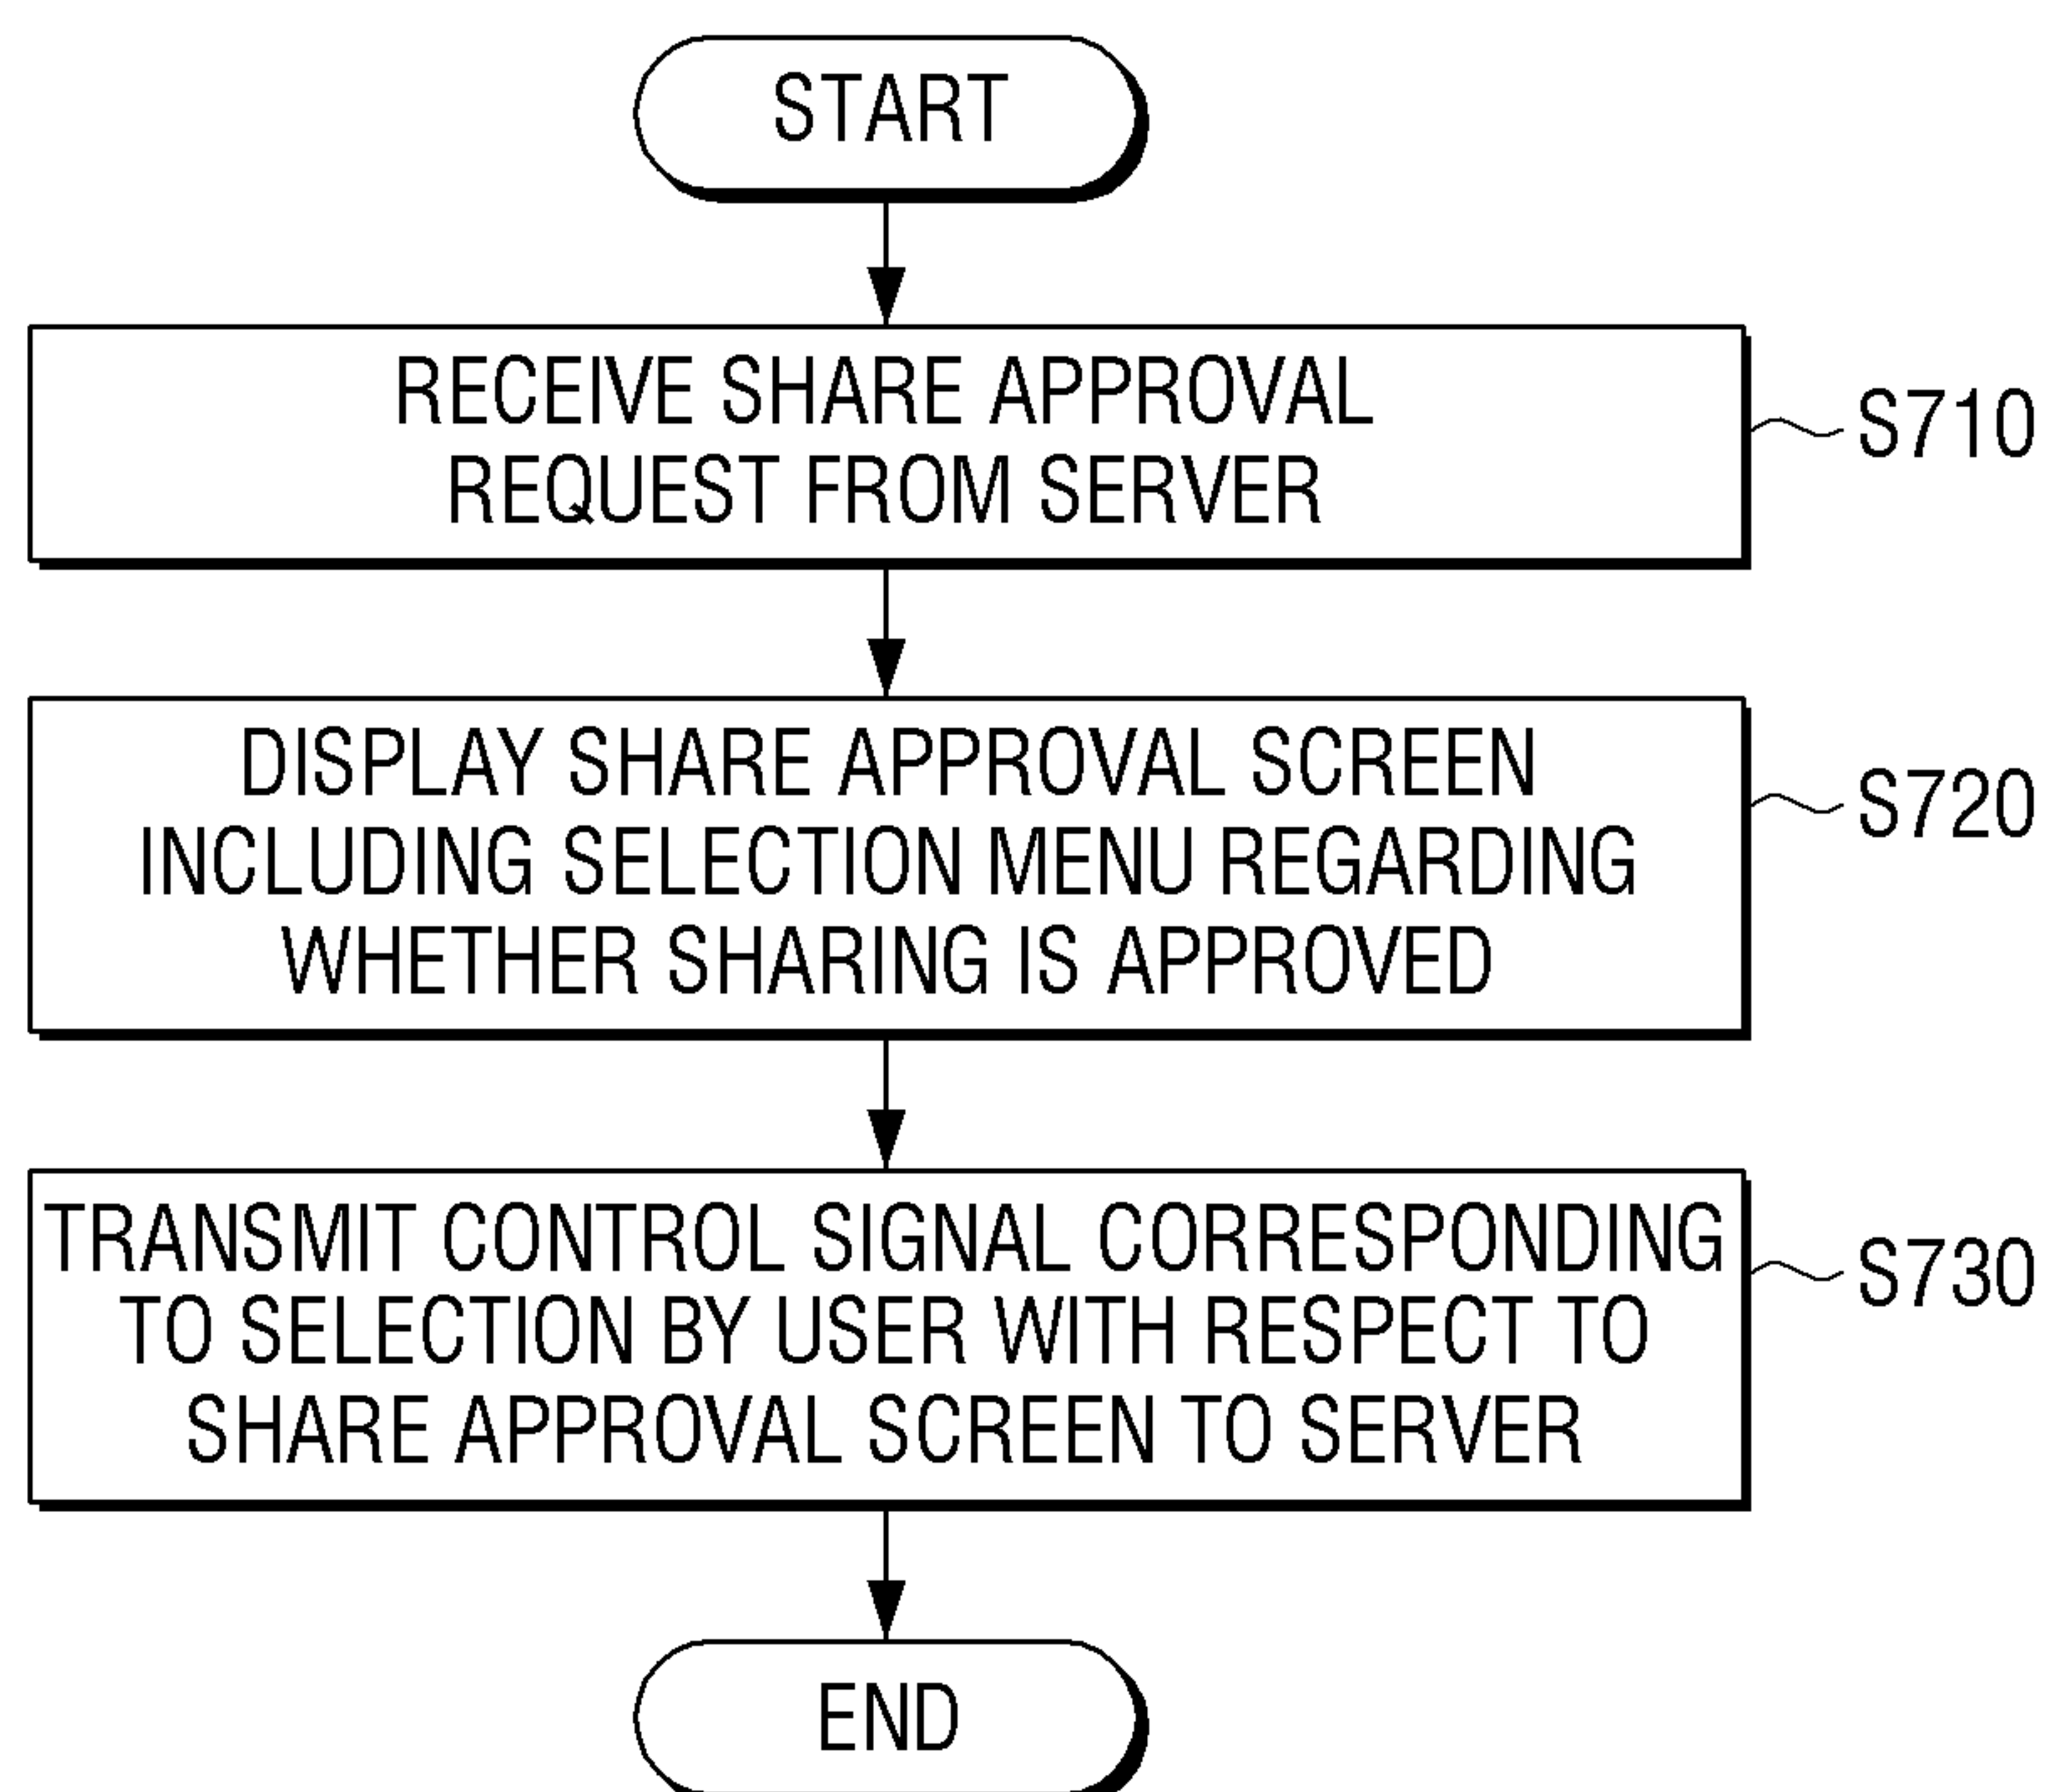 START
RECEIVE SHARE APPROVAL
REQUEST FROM SERVER
S710
DISPLAY SHARE APPROVAL SCREEN
INCLUDING SELECTION MENU REGARDING
WHETHER SHARING IS APPROVED
S720
TRANSMIT CONTROL SIGNAL CORRESPONDING
TO SELECTION BY USER WITH RESPECT TO
SHARE APPROVAL SCREEN TO SERVER
S730
END